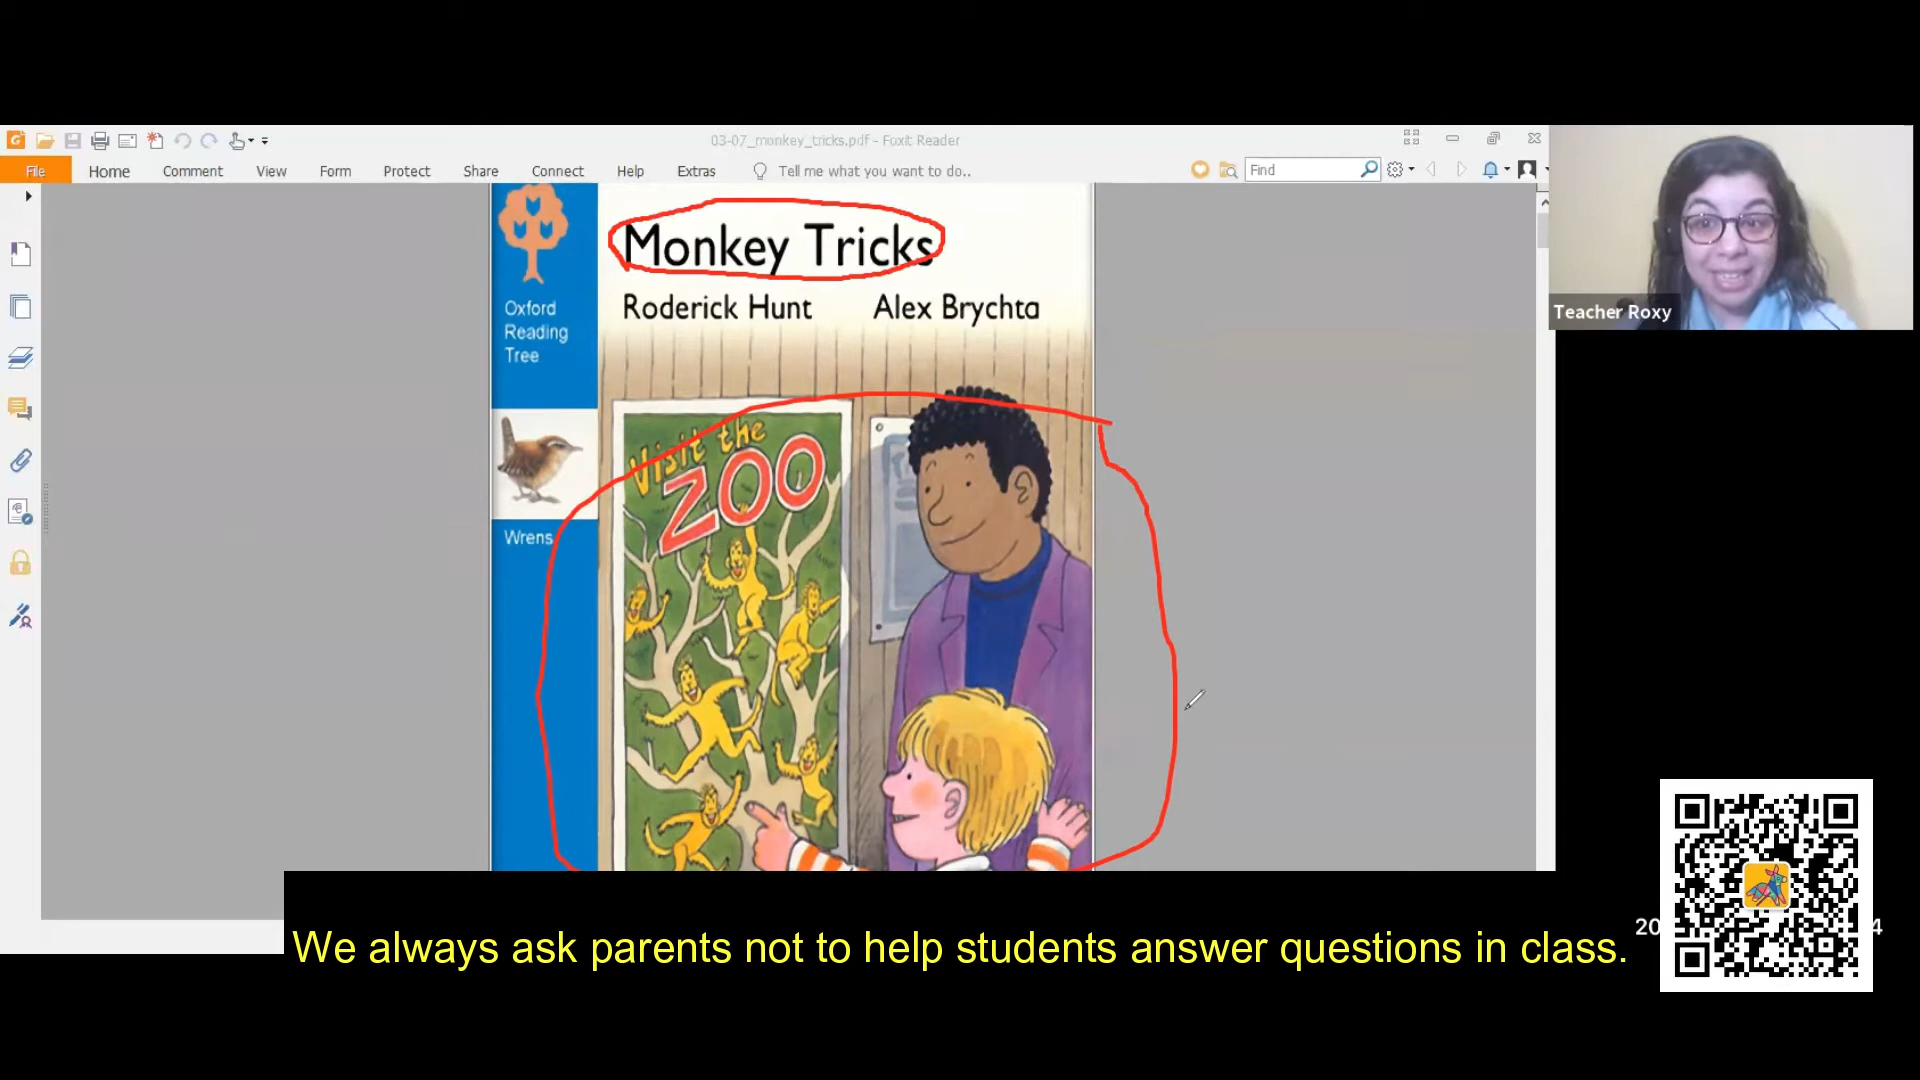 03-07_monkey_tricks.pdf - Foxit Reader
File Home Comment View Form Protect Share Connect Help Extras Tell me what you want to do.. Find
Monkey Tricks
Roderick Hunt Alex Brychta
Oxford
Reading
Tree
Wrens
Visit the
ZOO
Teacher Roxy
We always ask parents not to help students answer questions in class.